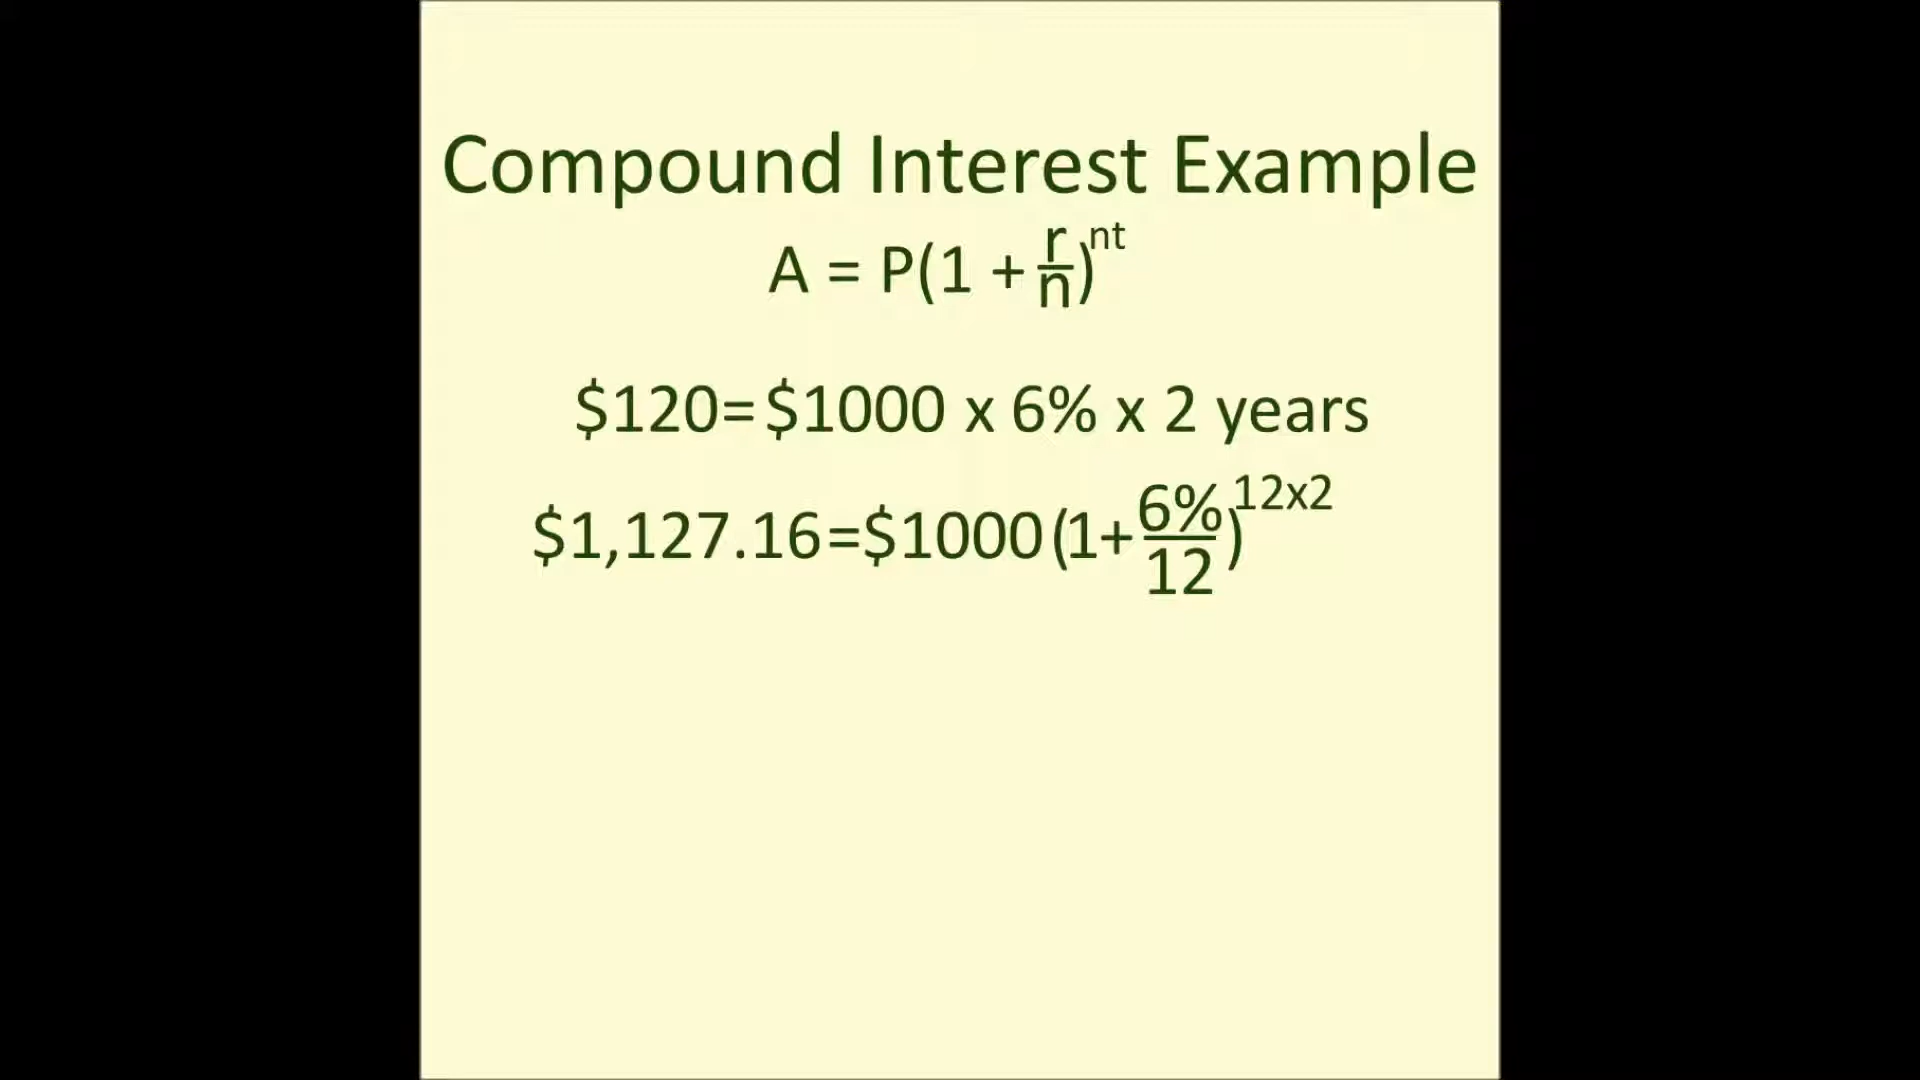 Compound Interest Example
A = P(1 + r/n)^nt
$120=$1000 x 6% x 2 years
$1,127.16=$1000(1+6%/12)^12x2